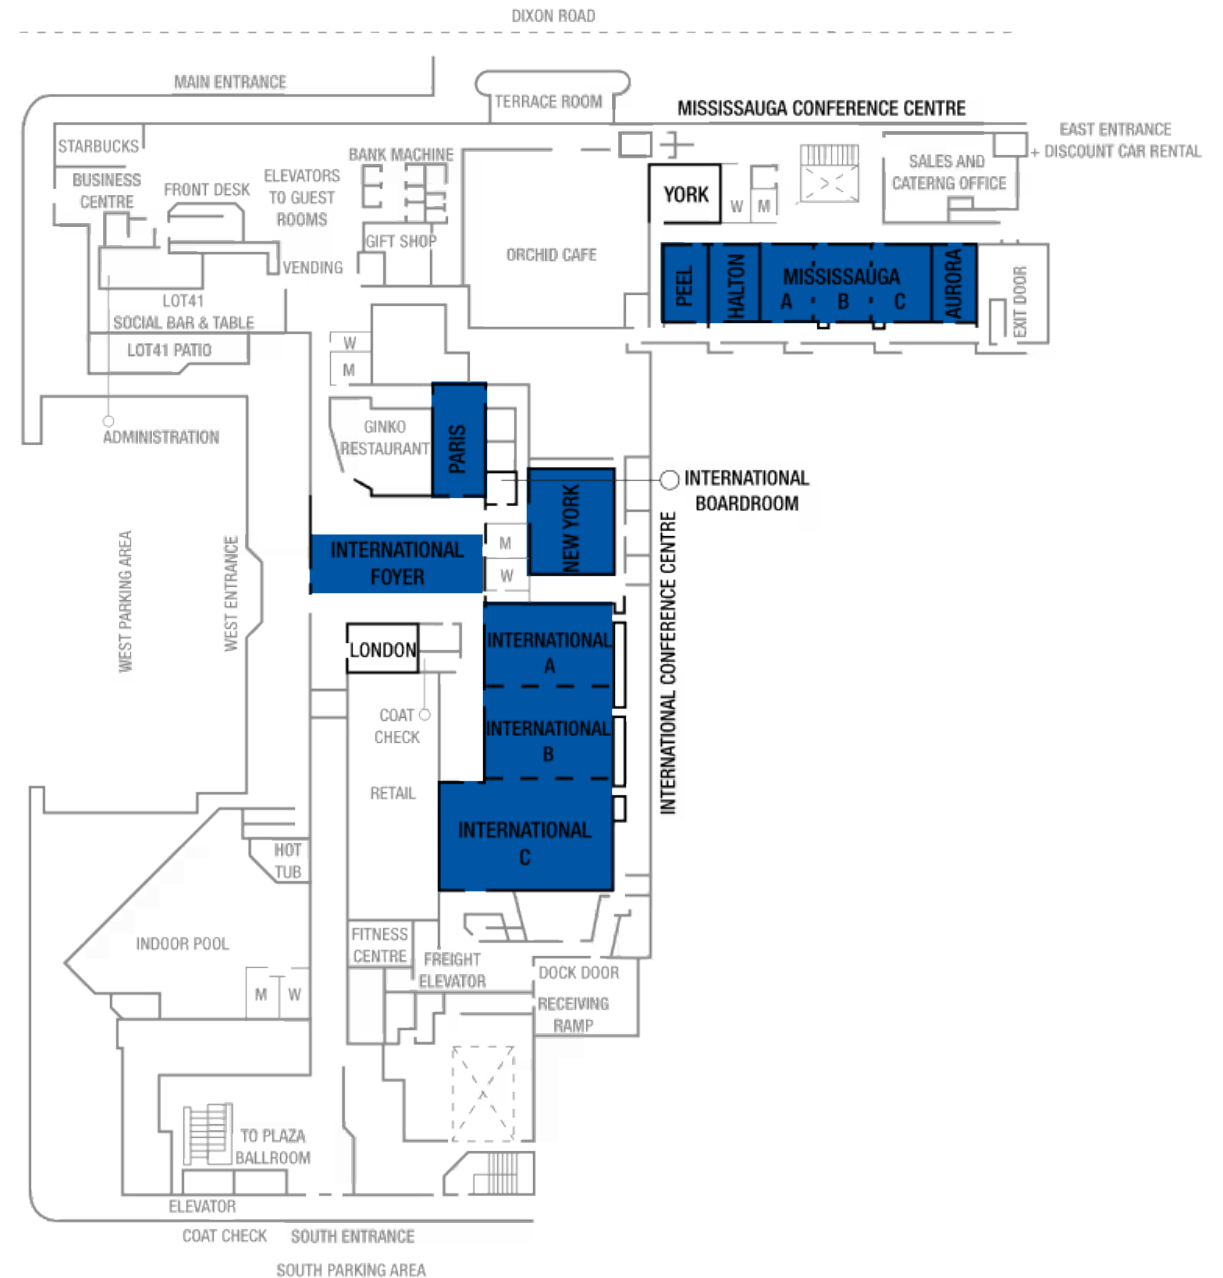 DIXON ROAD
MAIN ENTRANCE
TERRACE ROOM
MISSISSAUGA CONFERENCE CENTRE
EAST ENTRANCE
+ DISCOUNT CAR RENTAL
STARBUCKS
BANK MACHINE
SALES AND
CATERNG OFFICE
BUSINESS
CENTRE
FRONT DESK
ELEVATORS
TO GUEST
ROOMS
YORK
W
M
GIFT SHOP
ORCHID CAFE
VENDING
PEEL
HALTON
MISSISSAUGA
A
B
C
AURORA
EXIT DOOR
LOT41
SOCIAL BAR & TABLE
LOT41 PATIO
W
M
ADMINISTRATION
GINKO
RESTAURANT
PARIS
INTERNATIONAL
BOARDROOM
NEW YORK
WEST PARKING AREA
WEST ENTRANCE
INTERNATIONAL
FOYER
M
W
INTERNATIONAL CONFERENCE CENTRE
LONDON
INTERNATIONAL
A
COAT
CHECK
INTERNATIONAL
B
RETAIL
INTERNATIONAL
C
HOT
TUB
INDOOR POOL
M
W
FITNESS
CENTRE
FREIGHT
ELEVATOR
DOCK DOOR
RECEIVING
RAMP
TO PLAZA
BALLROOM
ELEVATOR
COAT CHECK
SOUTH ENTRANCE
SOUTH PARKING AREA